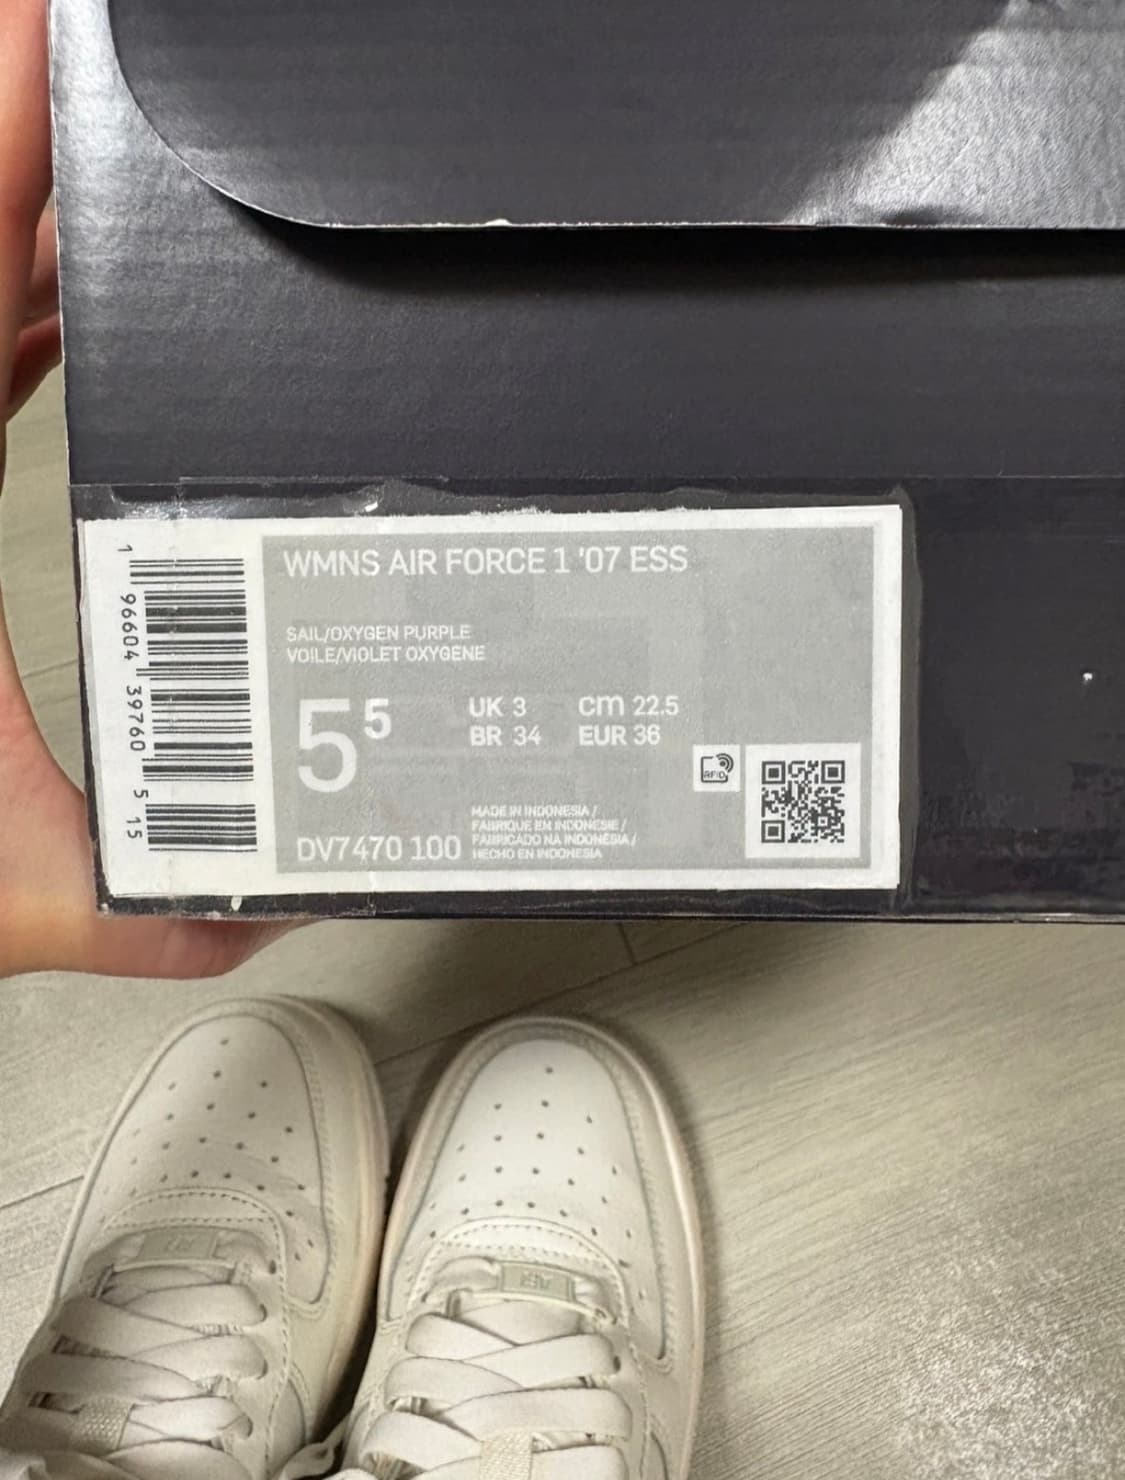 WMNS AIR FORCE 1 '07 ESS
SAIL/OXYGEN PURPLE
VOILE/VIOLET OXYGENE
5 5
UK 3 cm 22.5
BR 34 EUR 36
RFID
MADE IN INDONESIA /
FABRIQUE EN INDONESIE /
FABRICADO NA INDONESIA /
HECHO EN INDONESIA
DV7470 100
1 96604 39760 5 15